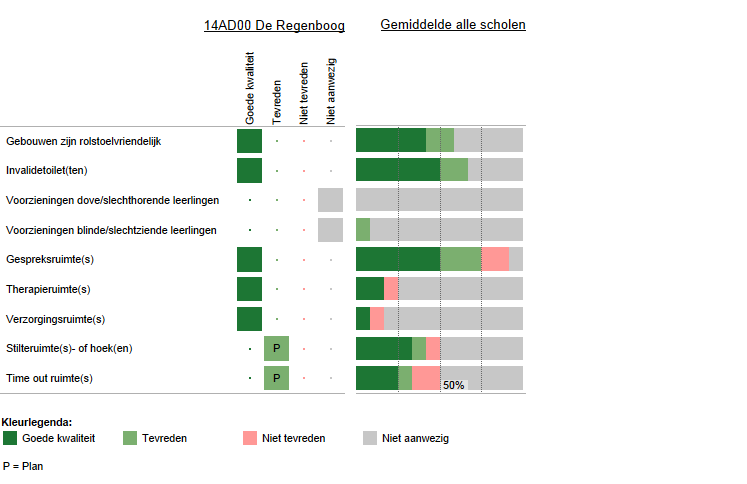 14AD00 De Regenboog
Gemiddelde alle scholen
Goede kwaliteit
Tevreden
Niet tevreden
Niet aanwezig
Gebouwen zijn rolstoelvriendelijk
Invalidetoilet(ten)
Voorzieningen dove/slechthorende leerlingen
Voorzieningen blinde/slechtziende leerlingen
Gespreksruimte(s)
Therapieruimte(s)
Verzorgingsruimte(s)
Stilteruimte(s)- of hoek(en) P
Time out ruimte(s) P
50%
Kleurlegenda:
Goede kwaliteit Tevreden Niet tevreden Niet aanwezig
P = Plan